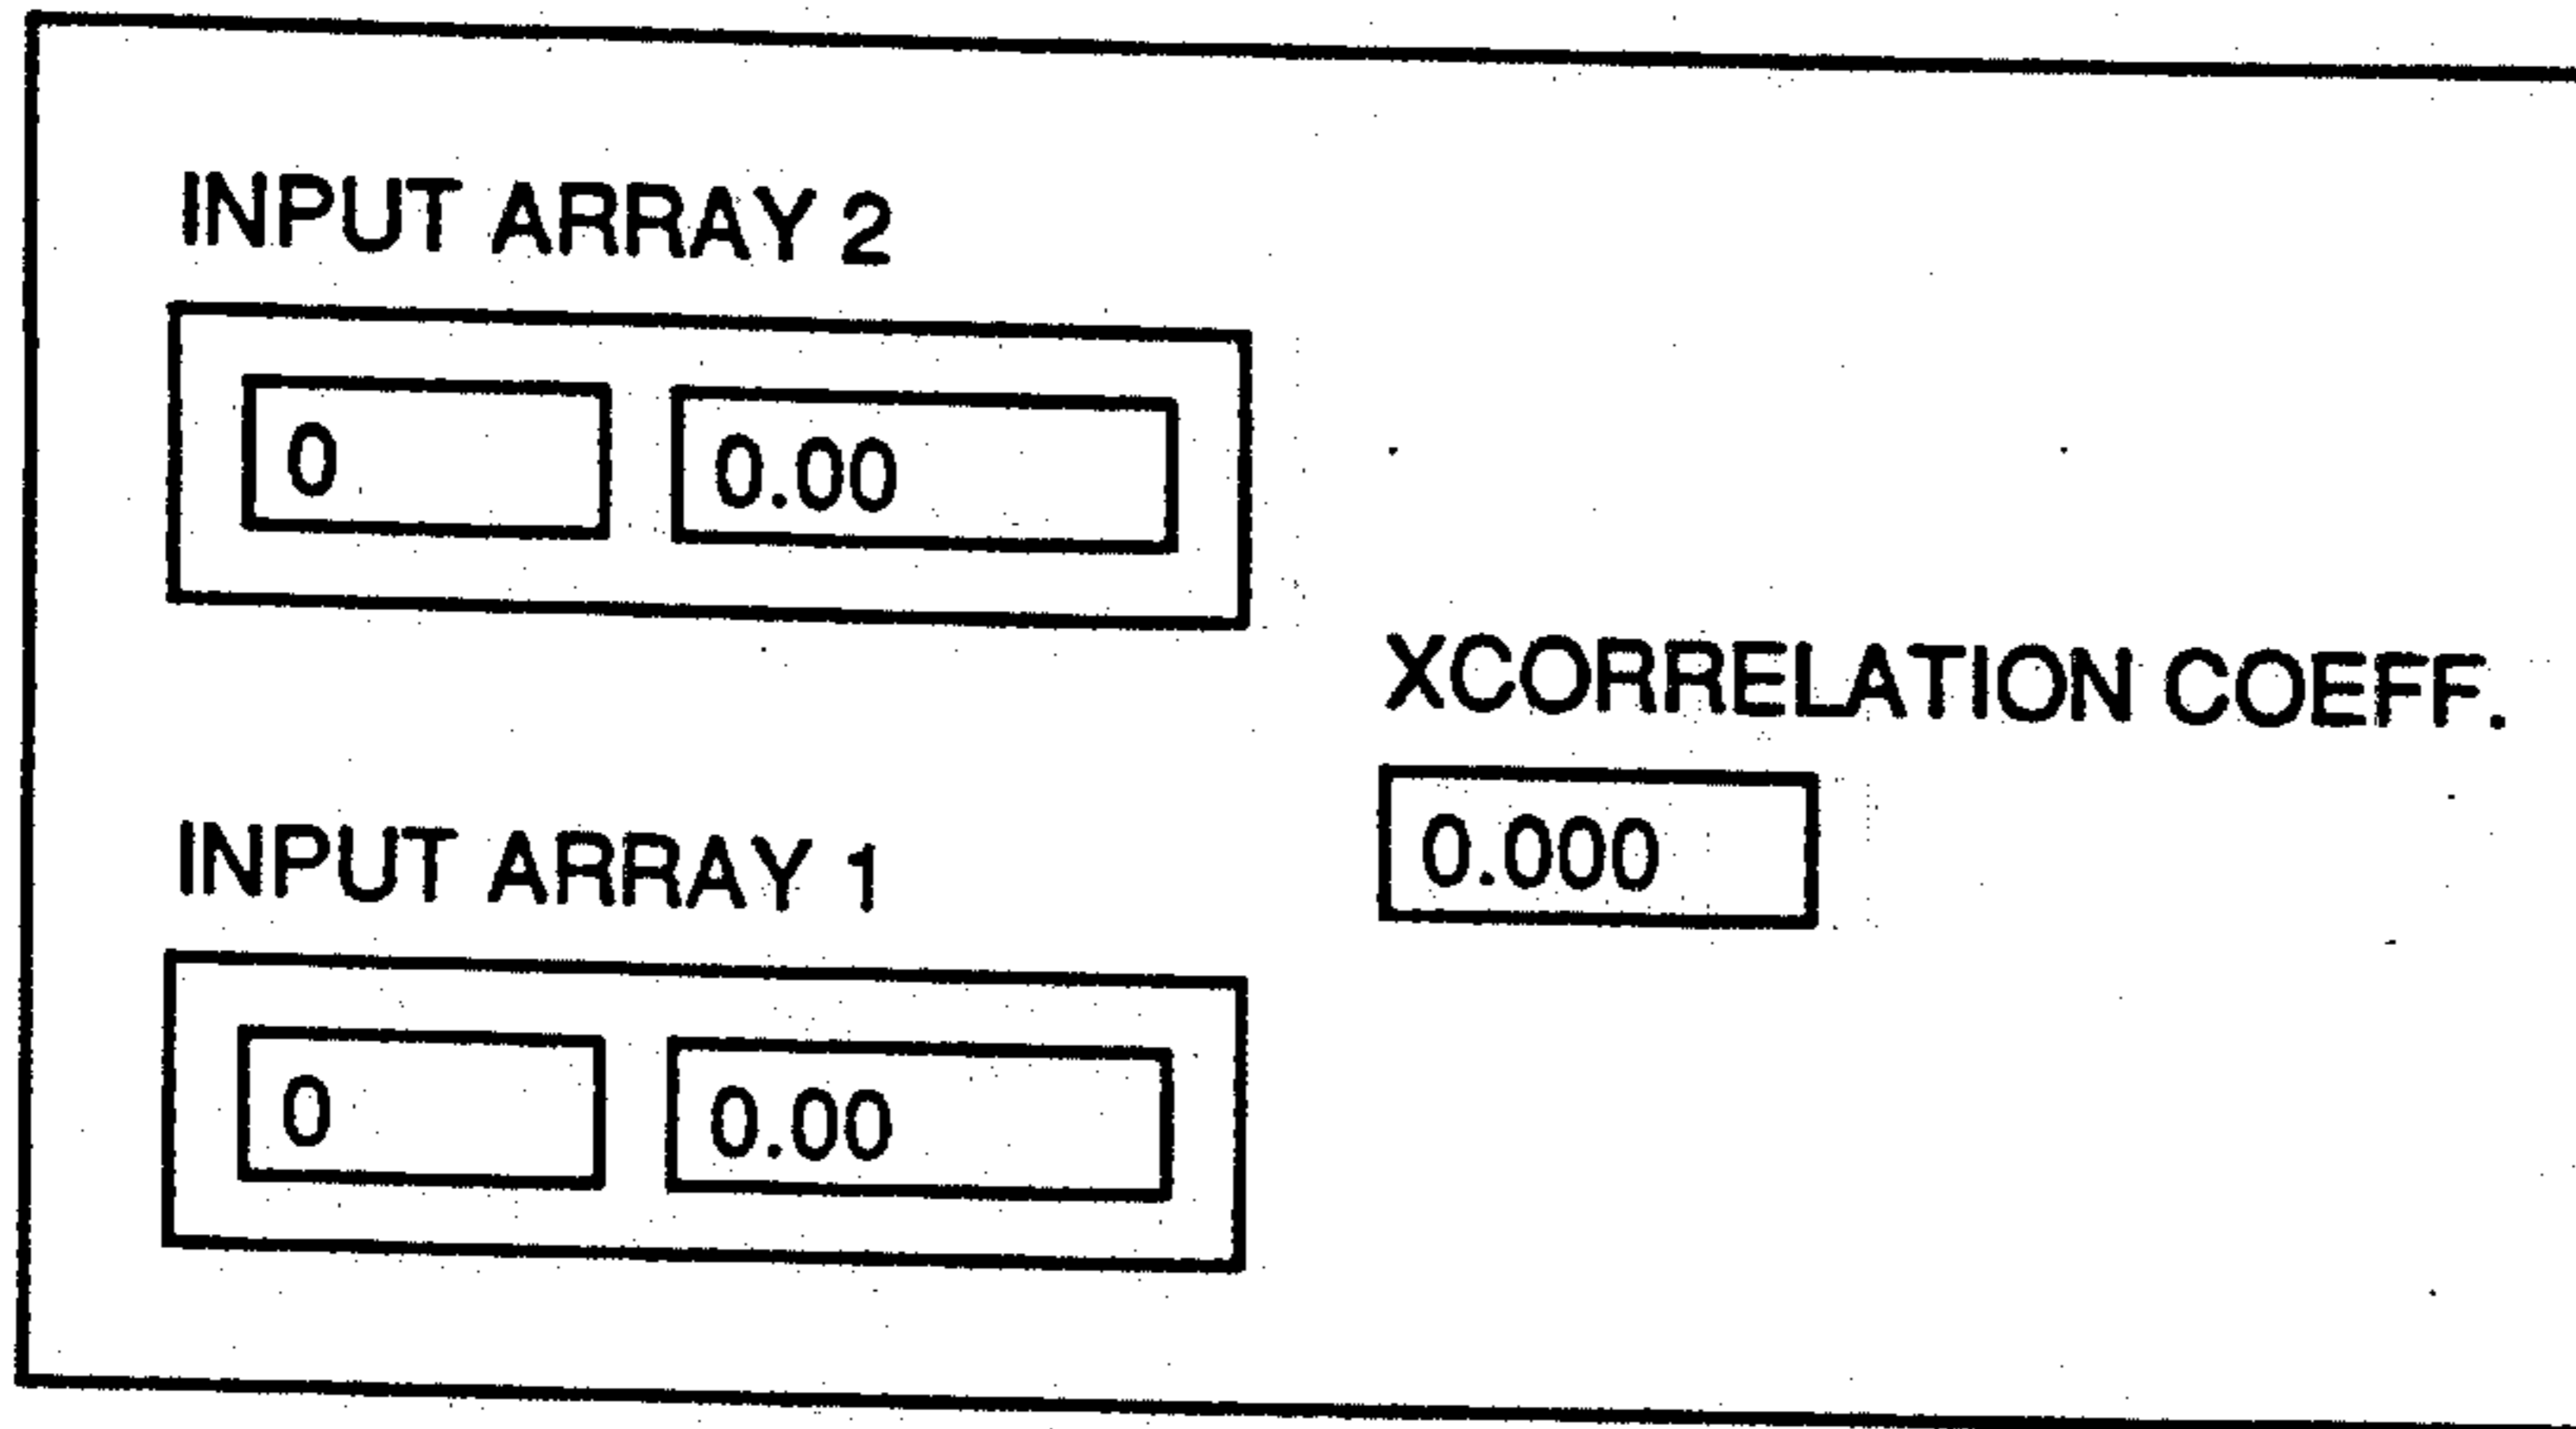 INPUT ARRAY 2
0 0.00
XCORRELATION COEFF.
0.000
INPUT ARRAY 1
0 0.00